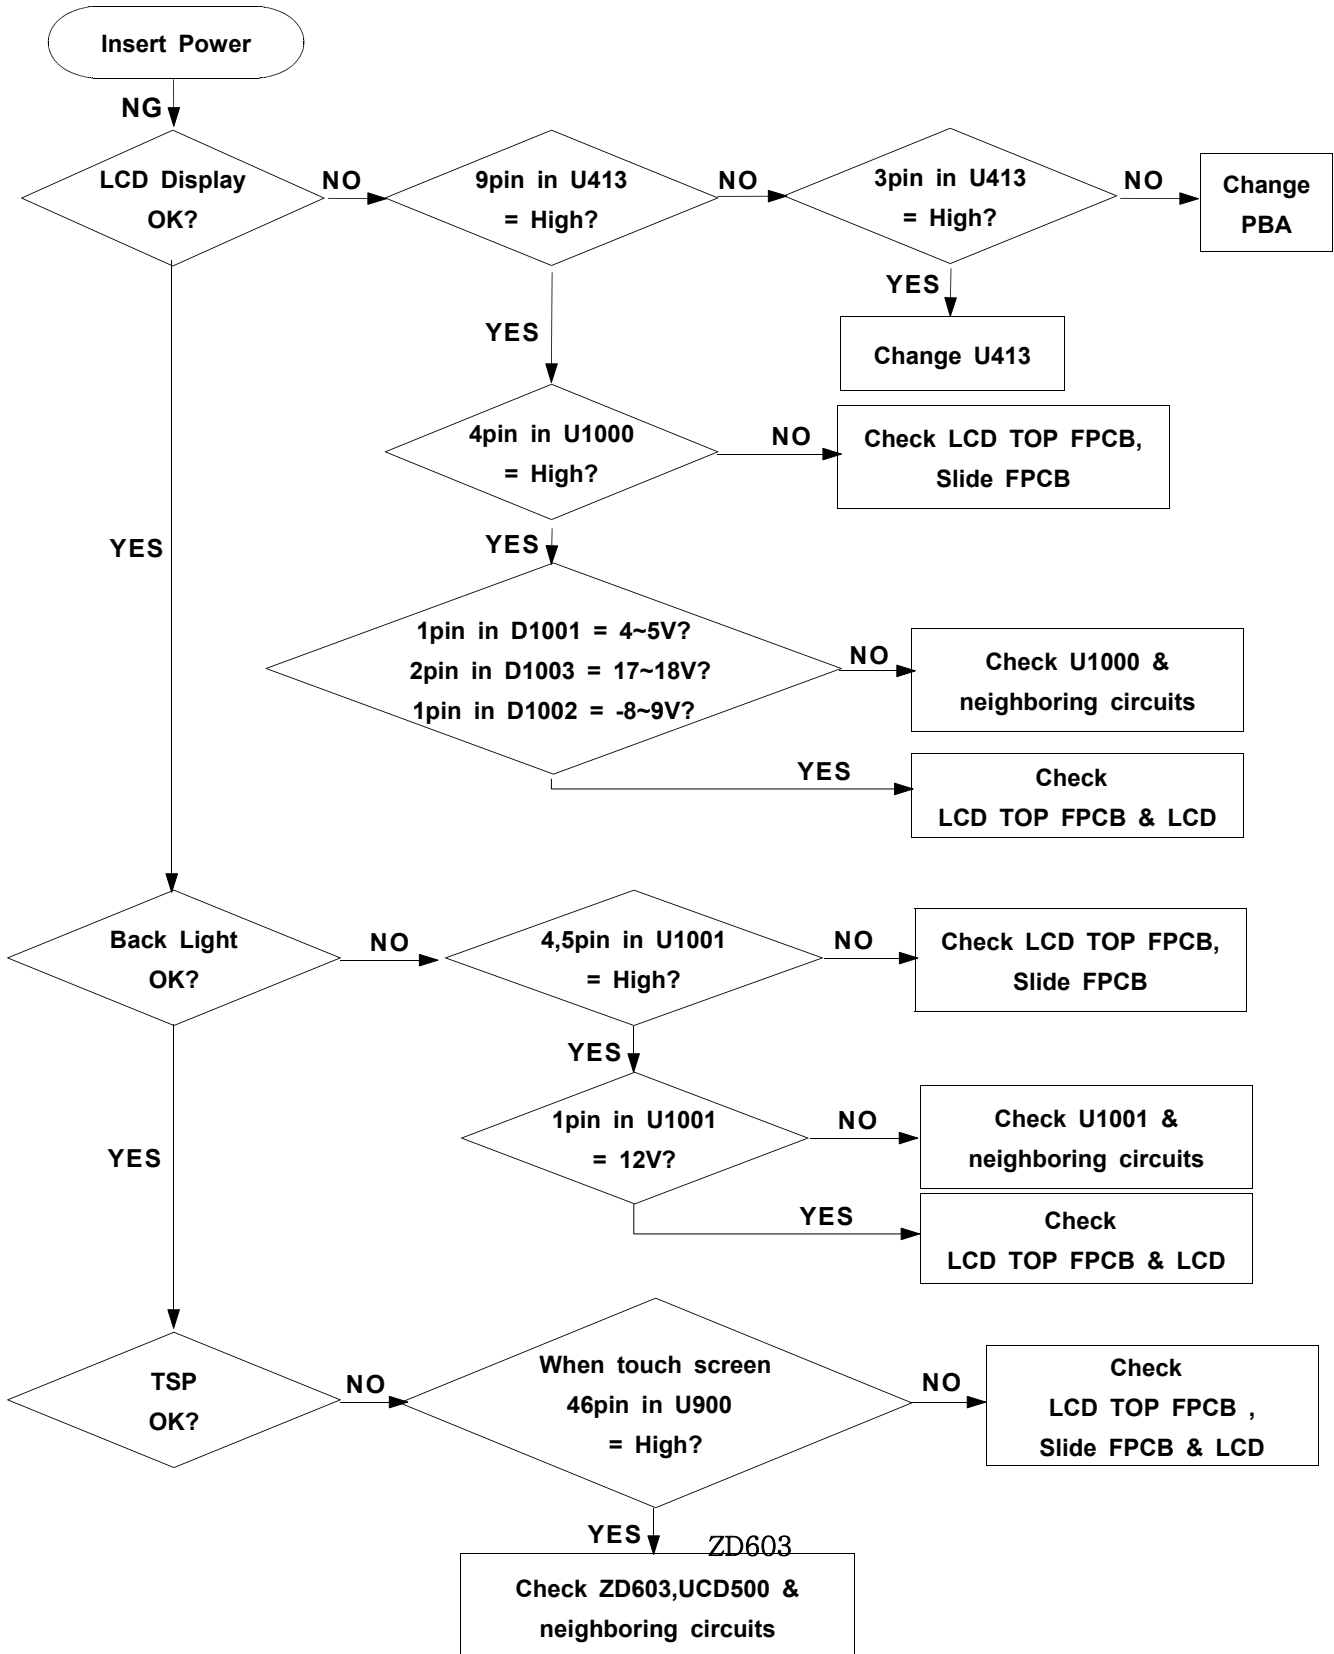 Insert Power
NG
LCD Display
OK?
NO
9pin in U413
= High?
NO
3pin in U413
= High?
NO
Change
PBA
YES
Change U413
YES
4pin in U1000
= High?
NO
Check LCD TOP FPCB,
Slide FPCB
YES
YES
1pin in D1001 = 4~5V?
2pin in D1003 = 17~18V?
1pin in D1002 = -8~9V?
NO
Check U1000 &
neighboring circuits
YES
Check
LCD TOP FPCB & LCD
Back Light
OK?
NO
4,5pin in U1001
= High?
NO
Check LCD TOP FPCB,
Slide FPCB
YES
1pin in U1001
= 12V?
NO
Check U1001 &
neighboring circuits
YES
YES
Check
LCD TOP FPCB & LCD
TSP
OK?
NO
When touch screen
46pin in U900
= High?
NO
Check
LCD TOP FPCB ,
Slide FPCB & LCD
YES
ZD603
Check ZD603,UCD500 &
neighboring circuits